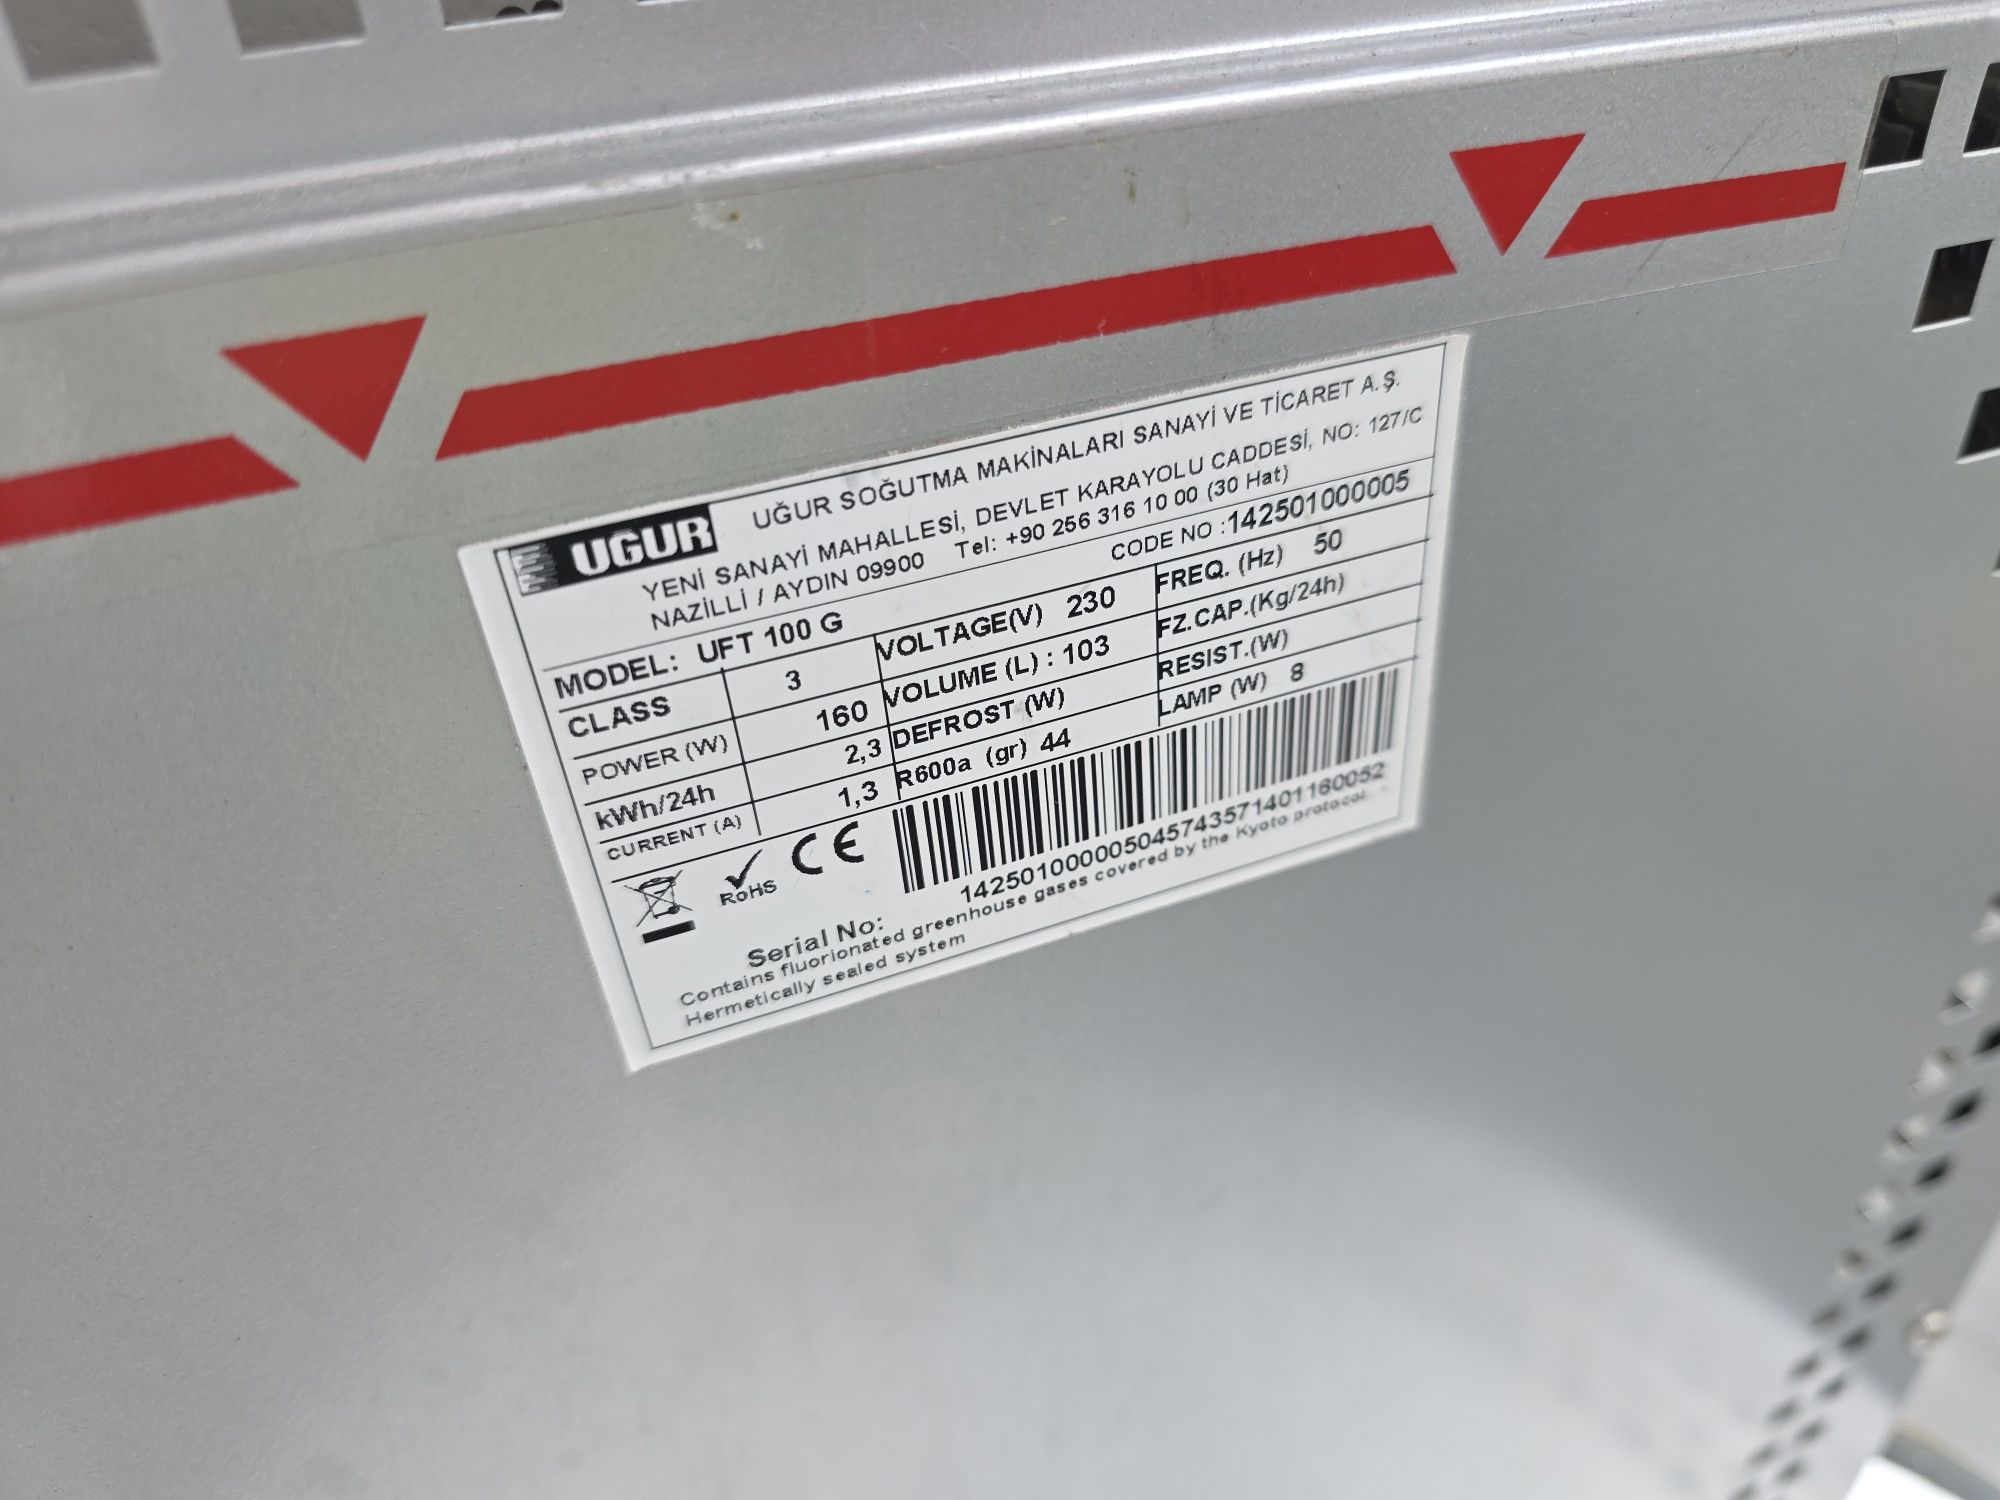 UĞUR UĞUR SOĞUTMA MAKİNALARI SANAYİ VE TİCARET A.Ş.
YENİ SANAYİ MAHALLESİ, DEVLET KARAYOLU CADDESİ, NO: 127/C
NAZİLLİ / AYDIN 09900 Tel: +90 256 316 10 00 (30 Hat)
MODEL: UFT 100 G CODE NO :142501000005
CLASS 3 VOLTAGE(V) 230 FREQ. (Hz) 50
POWER (W) 160 VOLUME (L) : 103 FZ.CAP.(Kg/24h)
kWh/24h 2,3 DEFROST (W) RESIST.(W)
CURRENT (A) 1,3 R600a (gr) 44 LAMP (W) 8
RoHS CE
Serial No: 142501000005045743571401160052
Contains fluorionated greenhouse gases covered by the Kyoto protocol.
Hermetically sealed system